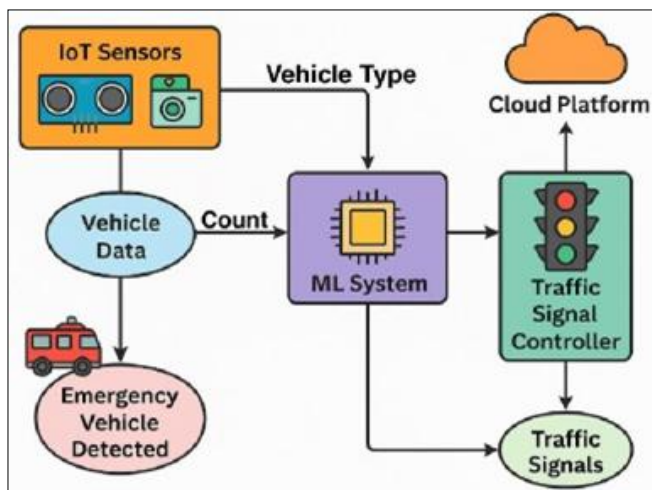 IoT Sensors
Vehicle Type
Cloud Platform
Vehicle
Data
Count
ML System
Traffic
Signal
Controller
Emergency
Vehicle
Detected
Traffic
Signals